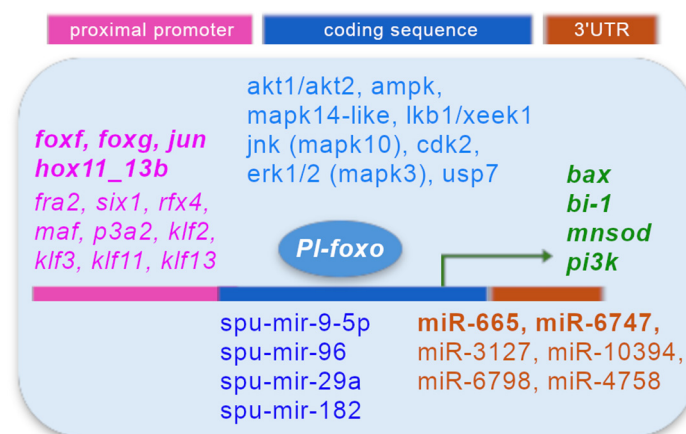 proximal promoter
coding sequence
3'UTR
foxf, foxg, jun
hox11_13b
fra2, six1, rfx4,
maf, p3a2, klf2,
klf3, klf11, klf13
akt1/akt2, ampk,
mapk14-like, lkb1/xeek1
jnk (mapk10), cdk2,
erk1/2 (mapk3), usp7
bax
bi-1
mnsod
pi3k
Pl-foxo
spu-mir-9-5p
spu-mir-96
spu-mir-29a
spu-mir-182
miR-665, miR-6747,
miR-3127, miR-10394,
miR-6798, miR-4758